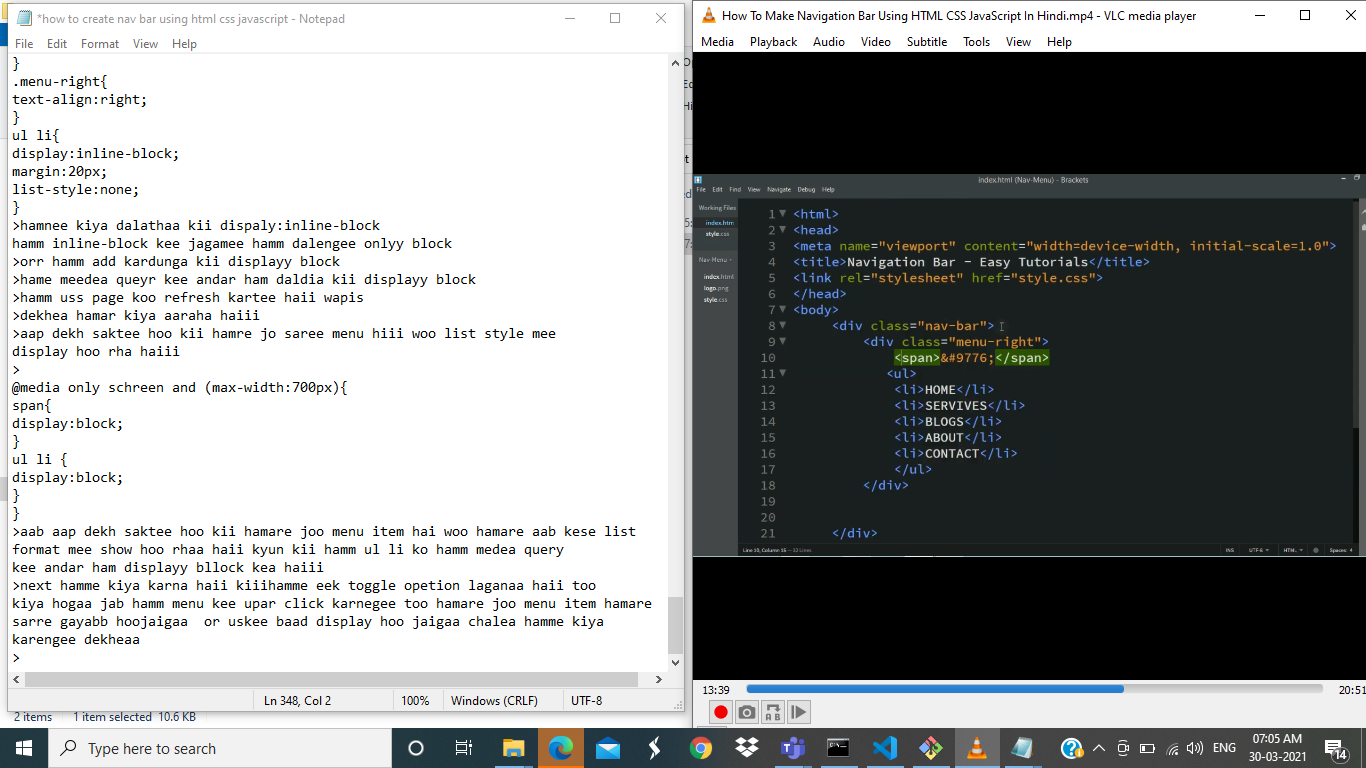 *how to create nav bar using html css javascript - Notepad
File Edit Format View Help
}
.menu-right{
text-align:right;
}
ul li{
display:inline-block;
margin:20px;
list-style:none;
}
>hamnee kiya dalathaa kii dispaly:inline-block
hamm inline-block kee jagamee hamm dalengee onlyy block
>orr hamm add kardunga kii displayy block
>hame meedea queyr kee andar ham daldia kii displayy block
>hamm uss page koo refresh kartee haii wapis
>dekhea hamar kiya aaraha haiii
>aap dekh saktee hoo kii hamre jo saree menu hiii woo list style mee
display hoo rha haiii
>
@media only schreen and (max-width:700px){
span{
display:block;
}
ul li {
display:block;
}
}
>aab aap dekh saktee hoo kii hamare joo menu item hai woo hamare aab kese list
format mee show hoo rhaa haii kyun kii hamm ul li ko hamm medea query
kee andar ham displayy bllock kea haiii
>next hamme kiya karna haii kiiihamme eek toggle opetion laganaa haii too
kiya hogaa jab hamm menu kee upar click karnegee too hamare joo menu item hamare
sarre gayabb hoojaigaa  or uskee baad display hoo jaigaa chalea hamme kiya
karengee dekheaa
>
Ln 348, Col 2 100% Windows (CRLF) UTF-8
2 items 1 item selected 10.6 KB
How To Make Navigation Bar Using HTML CSS JavaScript In Hindi.mp4 - VLC media player
Media Playback Audio Video Subtitle Tools View Help
index.html (Nav-Menu) - Brackets
File Edit Find View Navigate Debug Help
Working Files
index.htm
style.css
Nav-Menu
index.html
logo.png
style.css
1 <html>
2 <head>
3 <meta name="viewport" content="width=device-width, initial-scale=1.0">
4 <title>Navigation Bar - Easy Tutorials</title>
5 <link rel="stylesheet" href="style.css">
6 </head>
7 <body>
8 <div class="nav-bar">
9 <div class="menu-right">
10 <span>&#9776;</span>
11 <ul>
12 <li>HOME</li>
13 <li>SERVIVES</li>
14 <li>BLOGS</li>
15 <li>ABOUT</li>
16 <li>CONTACT</li>
17 </ul>
18 </div>
19
20
21 </div>
Line 10, Column 15 — 32 Lines INS UTF-8 HTML Spaces: 4
13:39 20:51
Type here to search
ENG
07:05 AM
30-03-2021
14